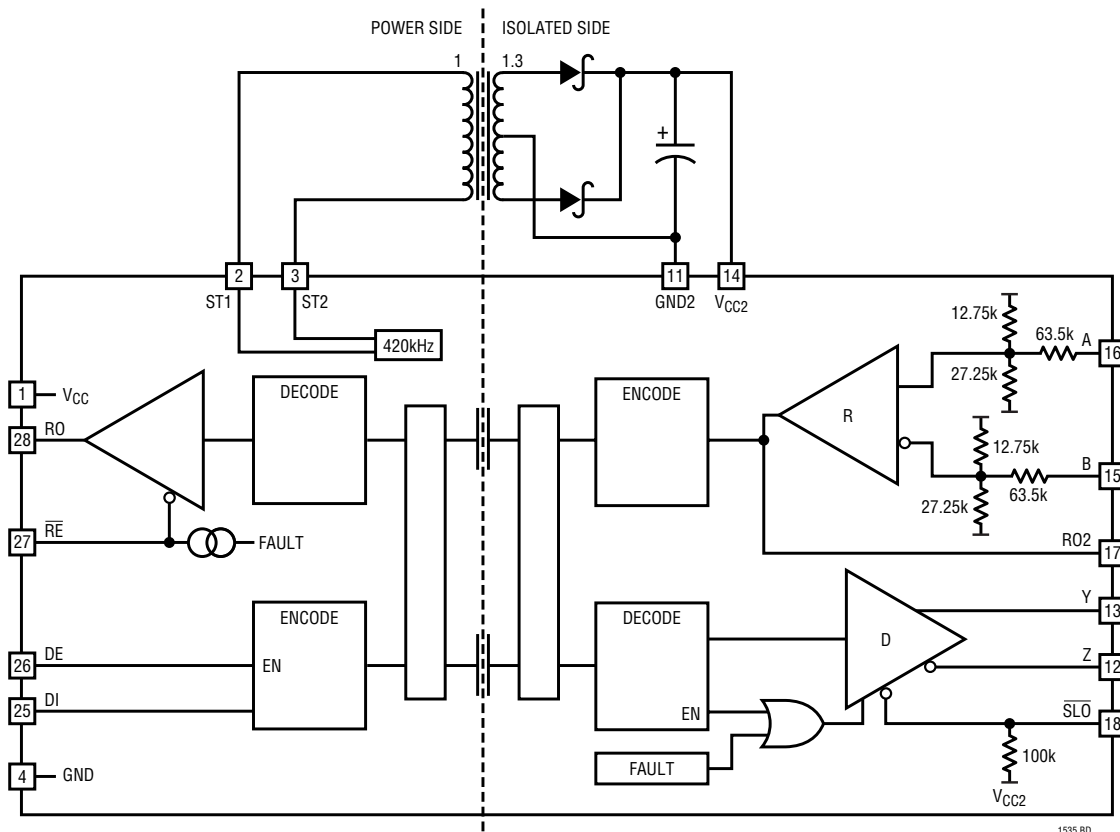 POWER SIDE
ISOLATED SIDE
1
1.3
+
2
3
11
14
ST1
ST2
GND2
VCC2
420kHz
12.75k
63.5k
A
16
27.25k
1
VCC
DECODE
ENCODE
R
28
RO
12.75k
B
15
27.25k
63.5k
27
RE
FAULT
RO2
17
ENCODE
DECODE
Y
13
D
26
DE
EN
Z
12
25
DI
EN
SLO
18
FAULT
100k
4
GND
VCC2
1535 BD